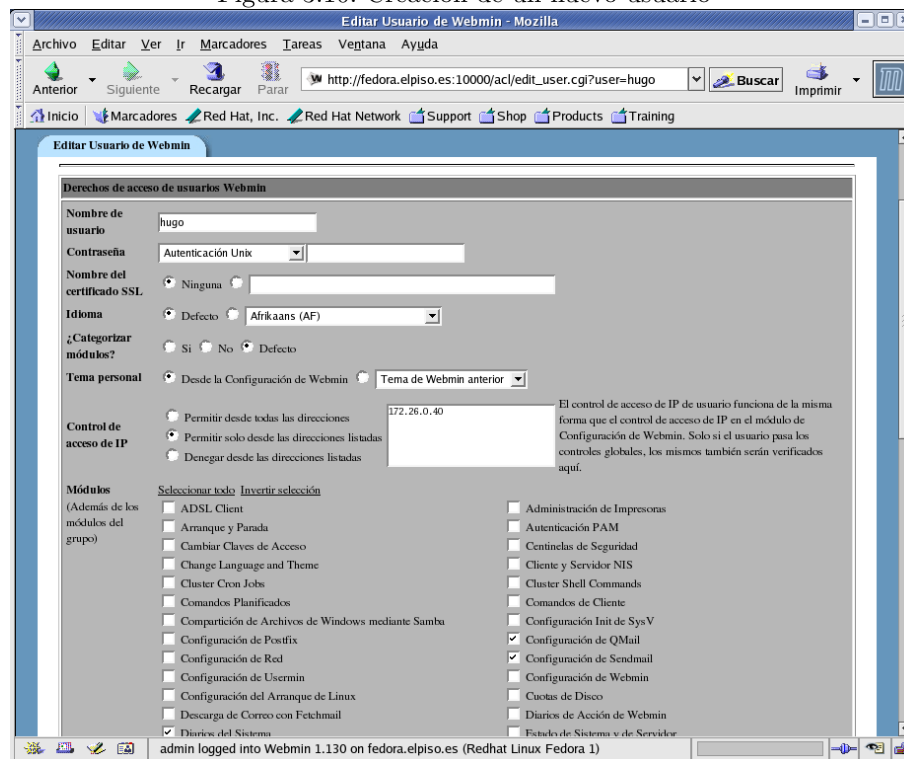 Figura 5.10: Creación de un nuevo usuario
Editar Usuario de Webmin - Mozilla
Archivo Editar Ver Ir Marcadores Tareas Ventana Ayuda
Anterior Siguiente Recargar Parar http://fedora.elpiso.es:10000/acl/edit_user.cgi?user=hugo Buscar Imprimir
Inicio Marcadores Red Hat, Inc. Red Hat Network Support Shop Products Training
Editar Usuario de Webmin
Derechos de acceso de usuarios Webmin
Nombre de usuario hugo
Contraseña Autenticación Unix
Nombre del certificado SSL Ninguna
Idioma Defecto Afrikaans (AF)
¿Categorizar módulos? Si No Defecto
Tema personal Desde la Configuración de Webmin Tema de Webmin anterior
Control de acceso de IP
Permitir desde todas las direcciones
Permitir solo desde las direcciones listadas
Denegar desde las direcciones listadas
172.26.0.40
El control de acceso de IP de usuario funciona de la misma
forma que el control de acceso de IP en el módulo de
Configuración de Webmin. Solo si el usuario pasa los
controles globales, los mismos también serán verificados
aquí.
Módulos
(Además de los
módulos del
grupo)
Seleccionar todo Invertir selección
ADSL Client Administración de Impresoras
Arranque y Parada Autenticación PAM
Cambiar Claves de Acceso Centinelas de Seguridad
Change Language and Theme Cliente y Servidor NIS
Cluster Cron Jobs Cluster Shell Commands
Comandos Planificados Comandos de Cliente
Compartición de Archivos de Windows mediante Samba Configuración Init de SysV
Configuración de Postfix Configuración de QMail
Configuración de Red Configuración de Sendmail
Configuración de Usermin Configuración de Webmin
Configuración del Arranque de Linux Cuotas de Disco
Descarga de Correo con Fetchmail Diarios de Acción de Webmin
Diarios del Sistema Estado de Sistema y de Servidor
admin logged into Webmin 1.130 on fedora.elpiso.es (Redhat Linux Fedora 1)